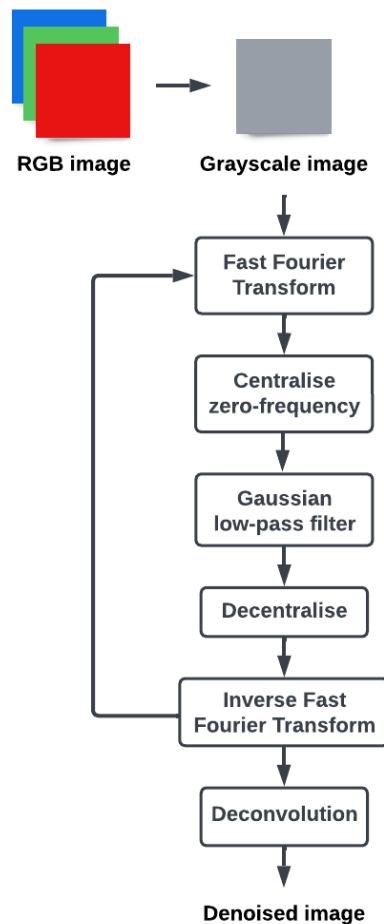 RGB image
Grayscale image
Fast Fourier
Transform
Centralise
zero-frequency
Gaussian
low-pass filter
Decentralise
Inverse Fast
Fourier Transform
Deconvolution
Denoised image